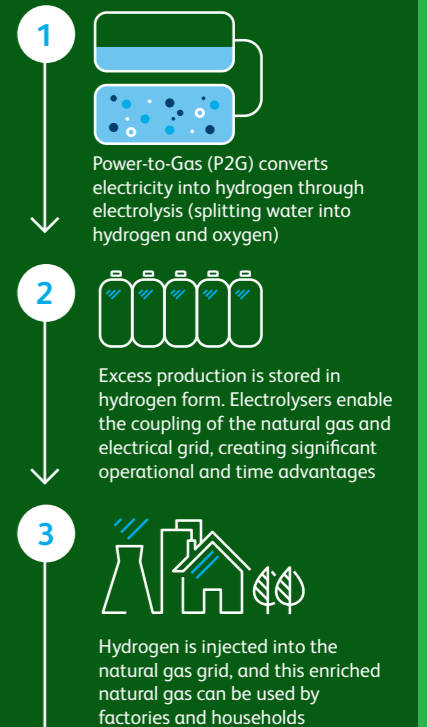 1
Power-to-Gas (P2G) converts
electricity into hydrogen through
electrolysis (splitting water into
hydrogen and oxygen)
2
Excess production is stored in
hydrogen form. Electrolysers enable
the coupling of the natural gas and
electrical grid, creating significant
operational and time advantages
3
Hydrogen is injected into the
natural gas grid, and this enriched
natural gas can be used by
factories and households